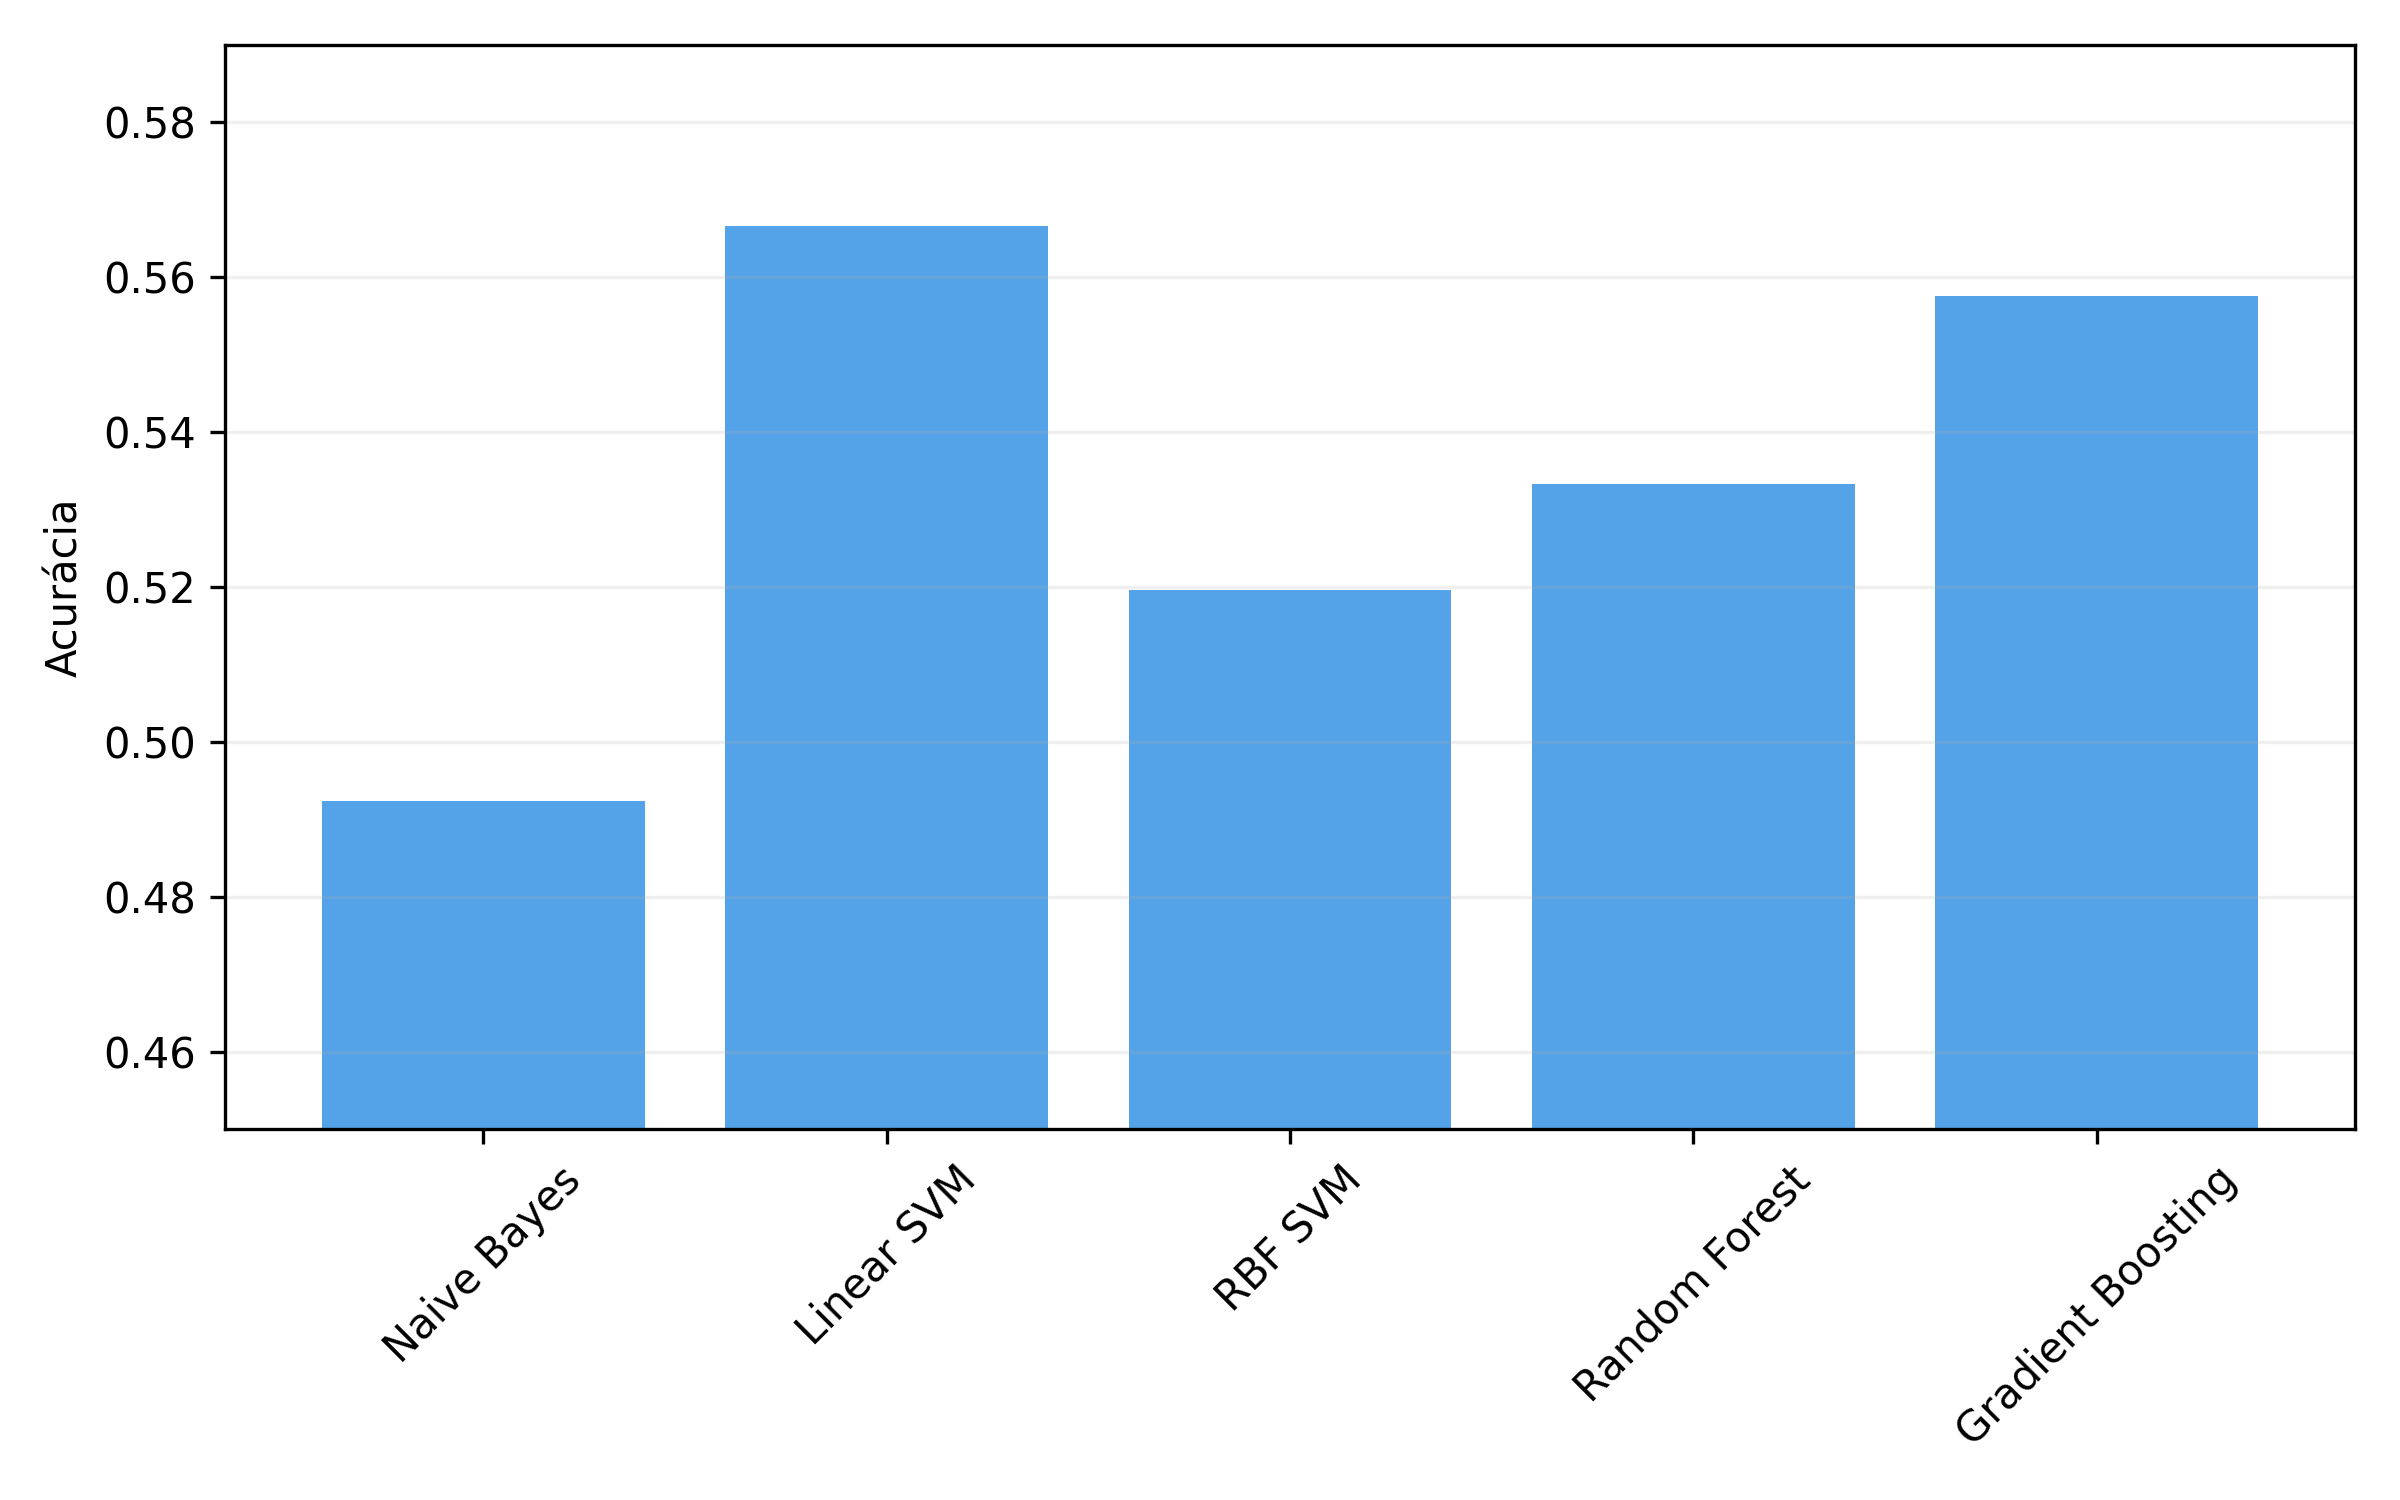 Acurácia
0.58
0.56
0.54
0.52
0.50
0.48
0.46
Naive Bayes
Linear SVM
RBF SVM
Random Forest
Gradient Boosting